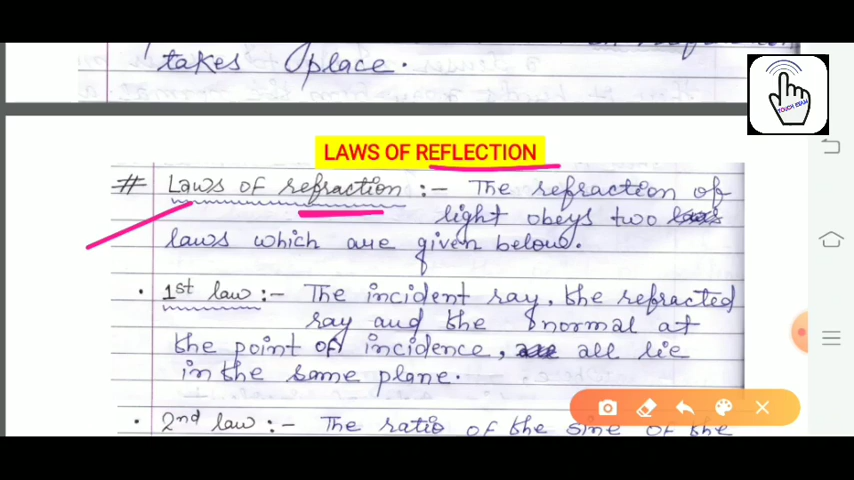 takes place.
TOUCH EXAM
LAWS OF REFLECTION
# Laws of refraction :- The refraction of
light obeys two
laws which are given below.
• 1st law :- The incident ray, the refracted
ray and the normal at
the point of incidence, all lie
in the same plane.
• 2nd law :- The ratio of the sine of the